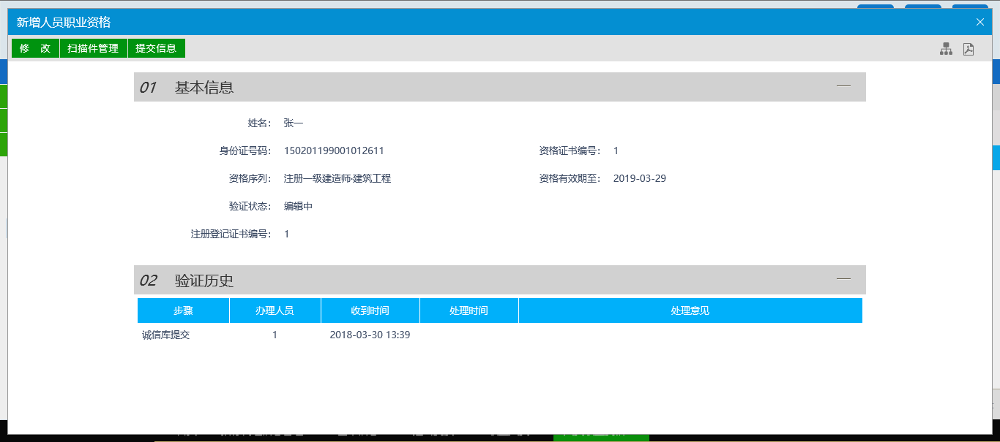 新增人员职业资格
修 改 扫描件管理 提交信息
01 基本信息
姓名： 张一
身份证号码： 150201199001012611 资格证书编号： 1
资格序列： 注册一级建造师·建筑工程 资格有效期至： 2019-03-29
验证状态： 编辑中
注册登记证书编号： 1
02 验证历史
步骤 办理人员 收到时间 处理时间 处理意见
诚信库提交 1 2018-03-30 13:39